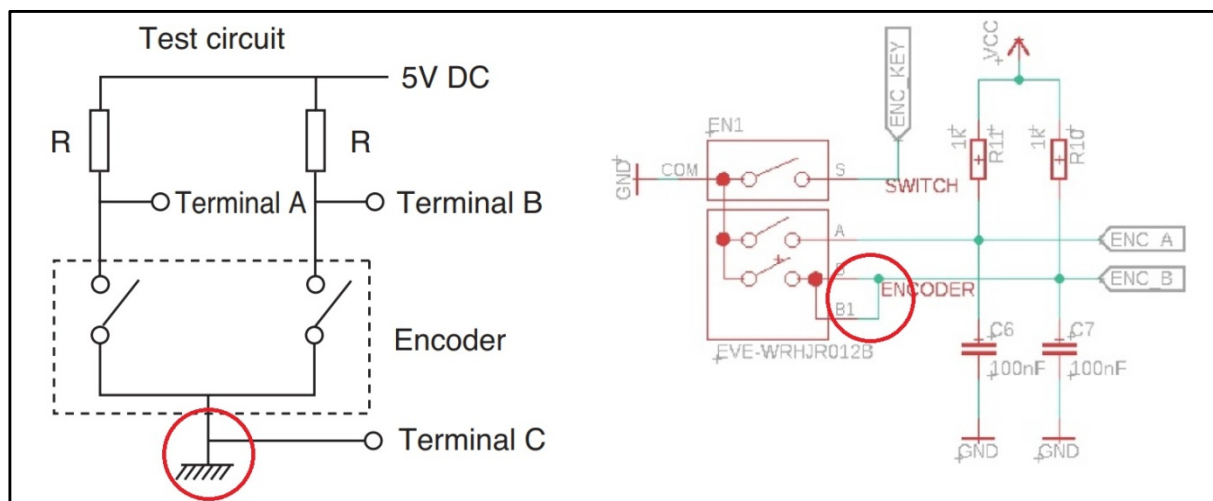 Test circuit
5V DC
R
R
Terminal A
Terminal B
Encoder
Terminal C
VCC
ENC_KEY
EN1
1k
R11
1k
R10
GND
COM
S
SWITCH
A
ENC_A
B
ENCODER
ENC_B
B1
C6
C7
EVE-WRHJR012B
100nF
100nF
GND
GND